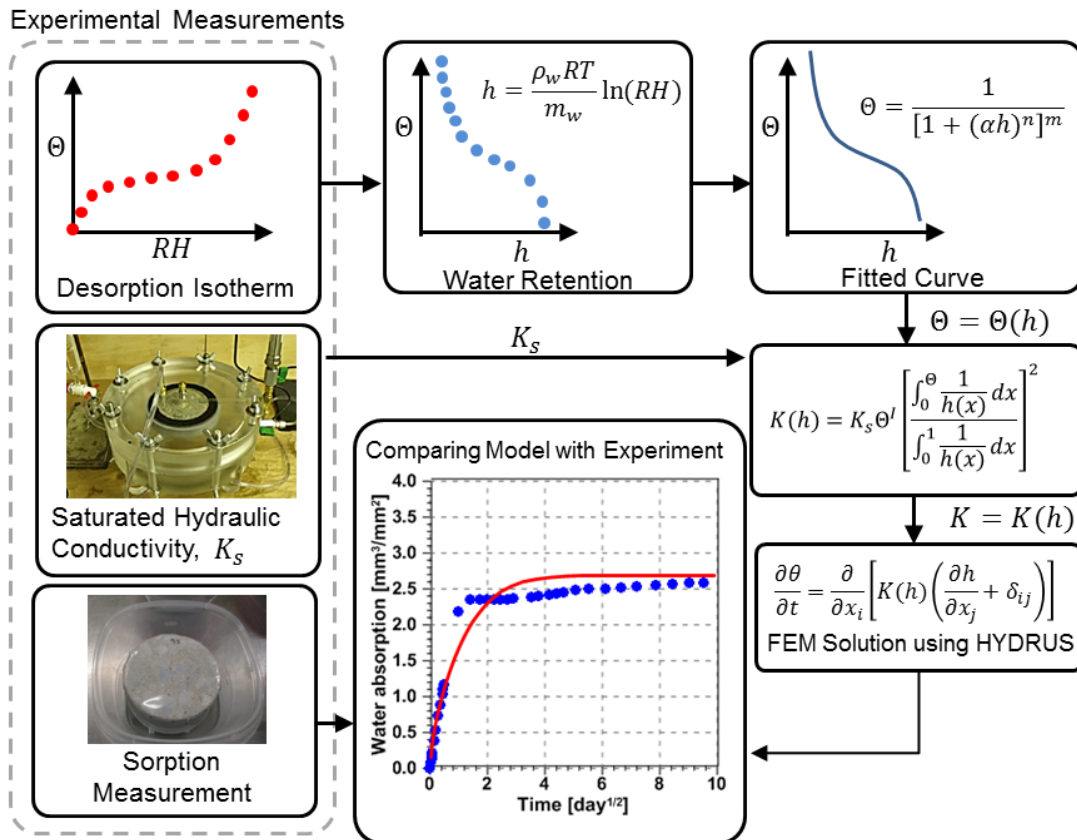 Experimental Measurements
Θ
RH
Desorption Isotherm
h = ρ_w RT / m_w ln(RH)
Θ
h
Water Retention
Θ = 1 / [1 + (αh)^n]^m
Θ
h
Fitted Curve
Θ = Θ(h)
K_s
Saturated Hydraulic
Conductivity, K_s
K(h) = K_s Θ^l [ ∫_0^Θ 1/h(x) dx / ∫_0^1 1/h(x) dx ]^2
K = K(h)
∂θ/∂t = ∂/∂x_i [ K(h) ( ∂h/∂x_j + δ_ij ) ]
FEM Solution using HYDRUS
Sorption
Measurement
Comparing Model with Experiment
Water absorption [mm³/mm²]
4.0
3.5
3.0
2.5
2.0
1.5
1.0
0.5
0.0
0 2 4 6 8 10
Time [day^1/2]